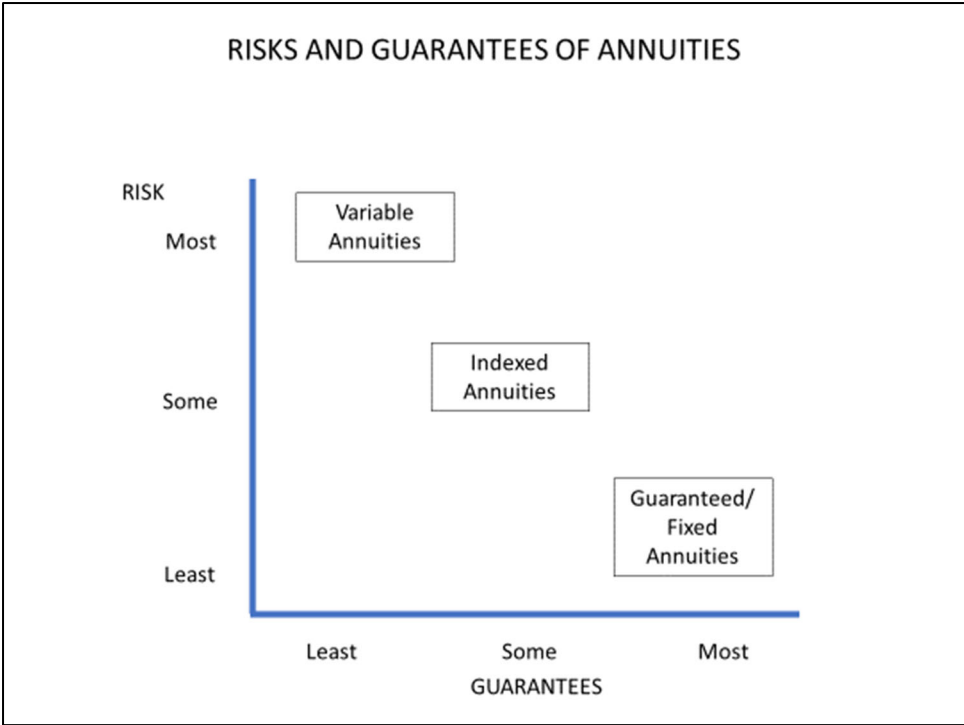 RISKS AND GUARANTEES OF ANNUITIES
RISK
Most
Variable
Annuities
Indexed
Annuities
Some
Guaranteed/
Fixed
Annuities
Least
Least Some Most
GUARANTEES